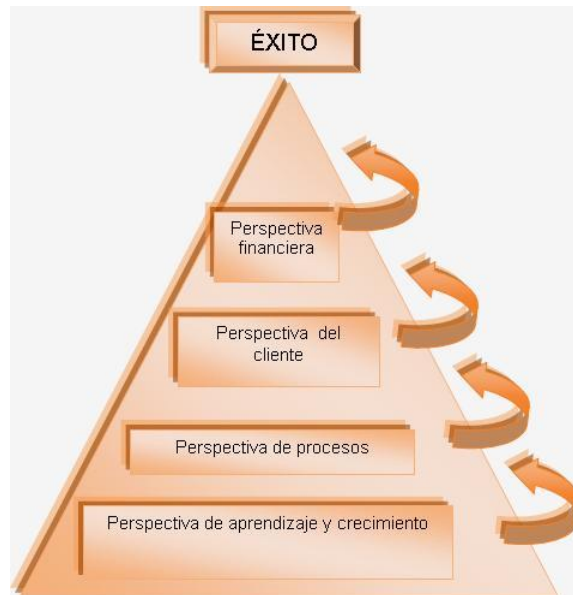 ÉXITO
Perspectiva
financiera
Perspectiva del
cliente
Perspectiva de procesos
Perspectiva de aprendizaje y crecimiento